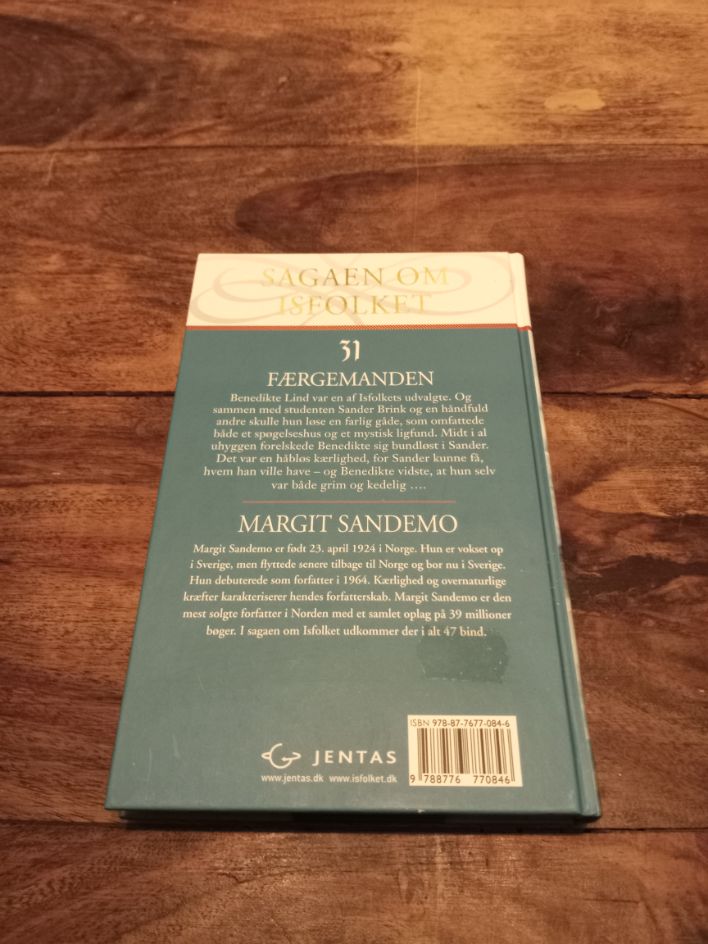 SAGAEN OM
ISFOLKET
31
FÆRGEMANDEN
Benedikte Lind var en af Isfolkets udvalgte. Og
sammen med studenten Sander Brink og en håndfuld
andre skulle hun løse en farlig gåde, som omfattede
både et spøgelseshus og et mystisk ligfund. Midt i al
uhyggen forelskede Benedikte sig bundløst i Sander.
Det var en håbløs kærlighed, for Sander kunne få,
hvem han ville have – og Benedikte vidste, at hun selv
var både grim og kedelig ….
MARGIT SANDEMO
Margit Sandemo er født 23. april 1924 i Norge. Hun er vokset op
i Sverige, men flyttede senere tilbage til Norge og bor nu i Sverige.
Hun debuterede som forfatter i 1964. Kærlighed og overnaturlige
kræfter karakteriserer hendes forfatterskab. Margit Sandemo er den
mest solgte forfatter i Norden med et samlet oplag på 39 millioner
bøger. I sagaen om Isfolket udkommer der i alt 47 bind.
ISBN 978-87-7677-084-6
JENTAS
www.jentas.dk www.isfolket.dk
9 788776 770846